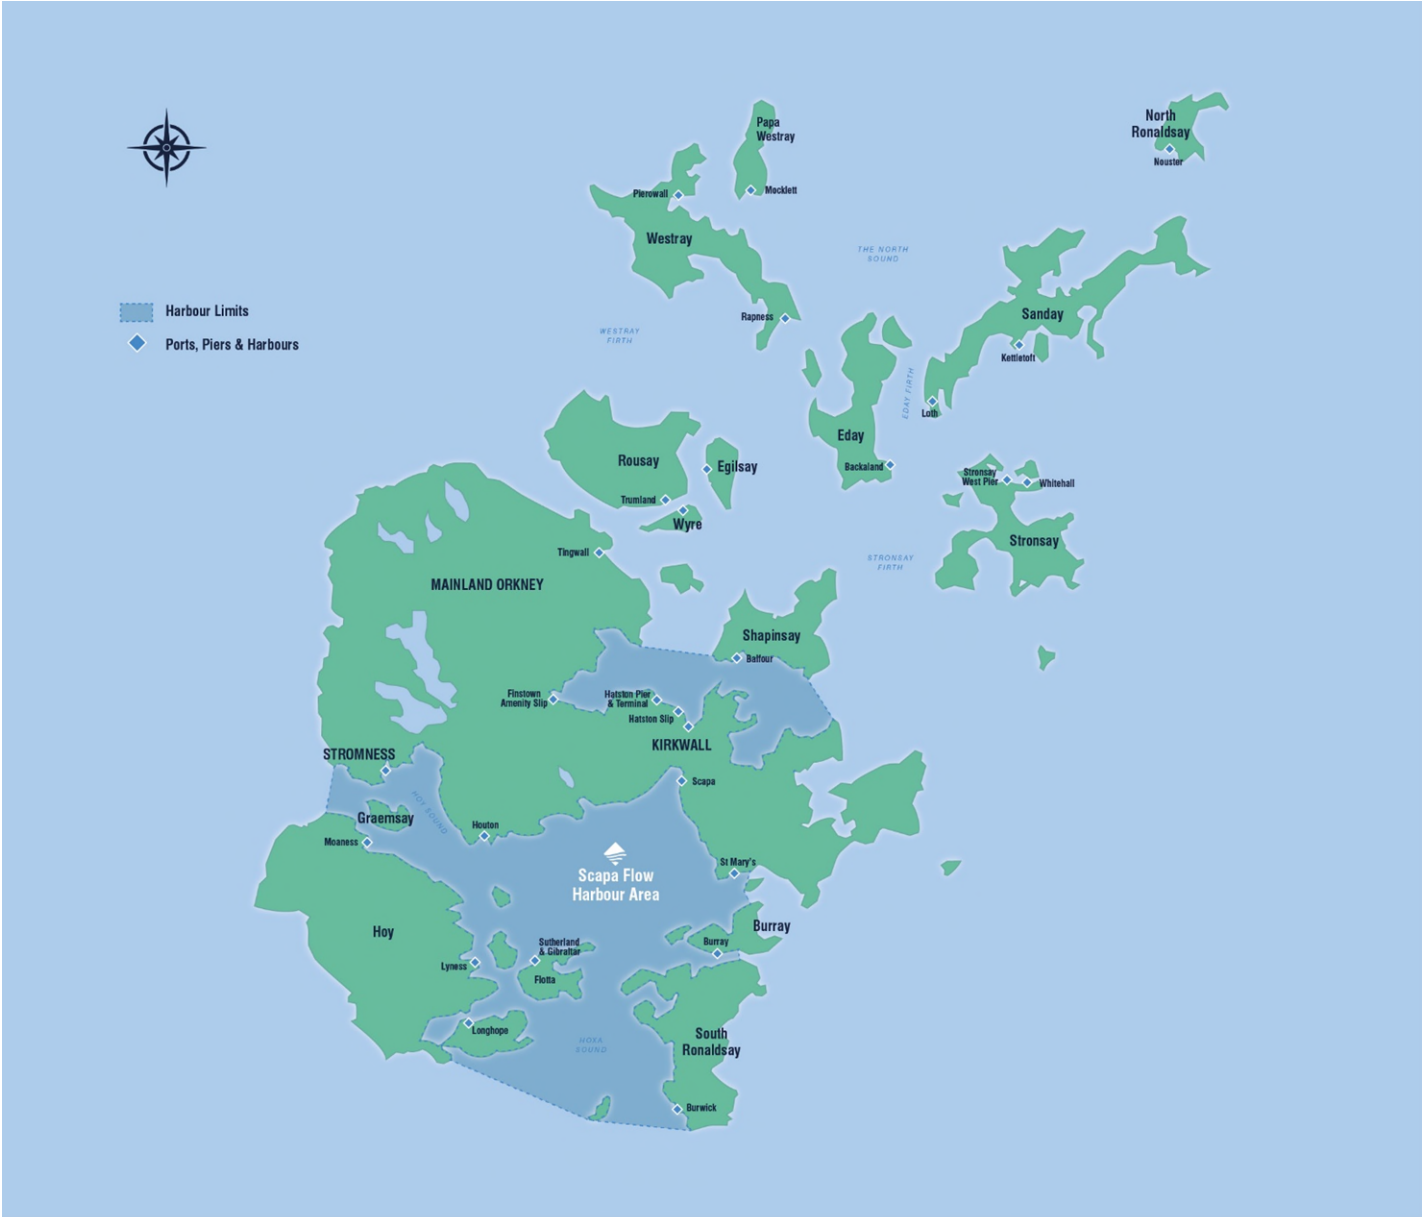 North
Ronaldsay
Nouster
Papa
Westray
Mocklett
Pierowall
Westray
THE NORTH
SOUND
Harbour Limits
Ports, Piers & Harbours
Rapness
WESTRAY
FIRTH
Sanday
Kettletoft
EDAY FIRTH
Loth
Eday
Backaland
Rousay
Egilsay
Trumland
Wyre
Stronsay
West Pier
Whitehall
Stronsay
STRONSAY
FIRTH
Tingwall
MAINLAND ORKNEY
Shapinsay
Balfour
Finstown
Amenity Slip
Hatston Pier
& Terminal
Hatston Slip
KIRKWALL
STROMNESS
Scapa
HOY SOUND
Graemsay
Houton
Moaness
St Mary's
Scapa Flow
Harbour Area
Hoy
Burray
Burray
Sutherland
& Gibraltar
Lyness
Flotta
Longhope
HOXA
SOUND
South
Ronaldsay
Burwick